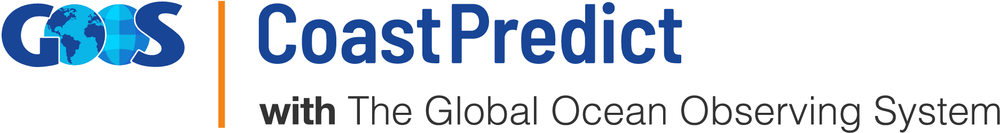 GOOS
CoastPredict
with The Global Ocean Observing System